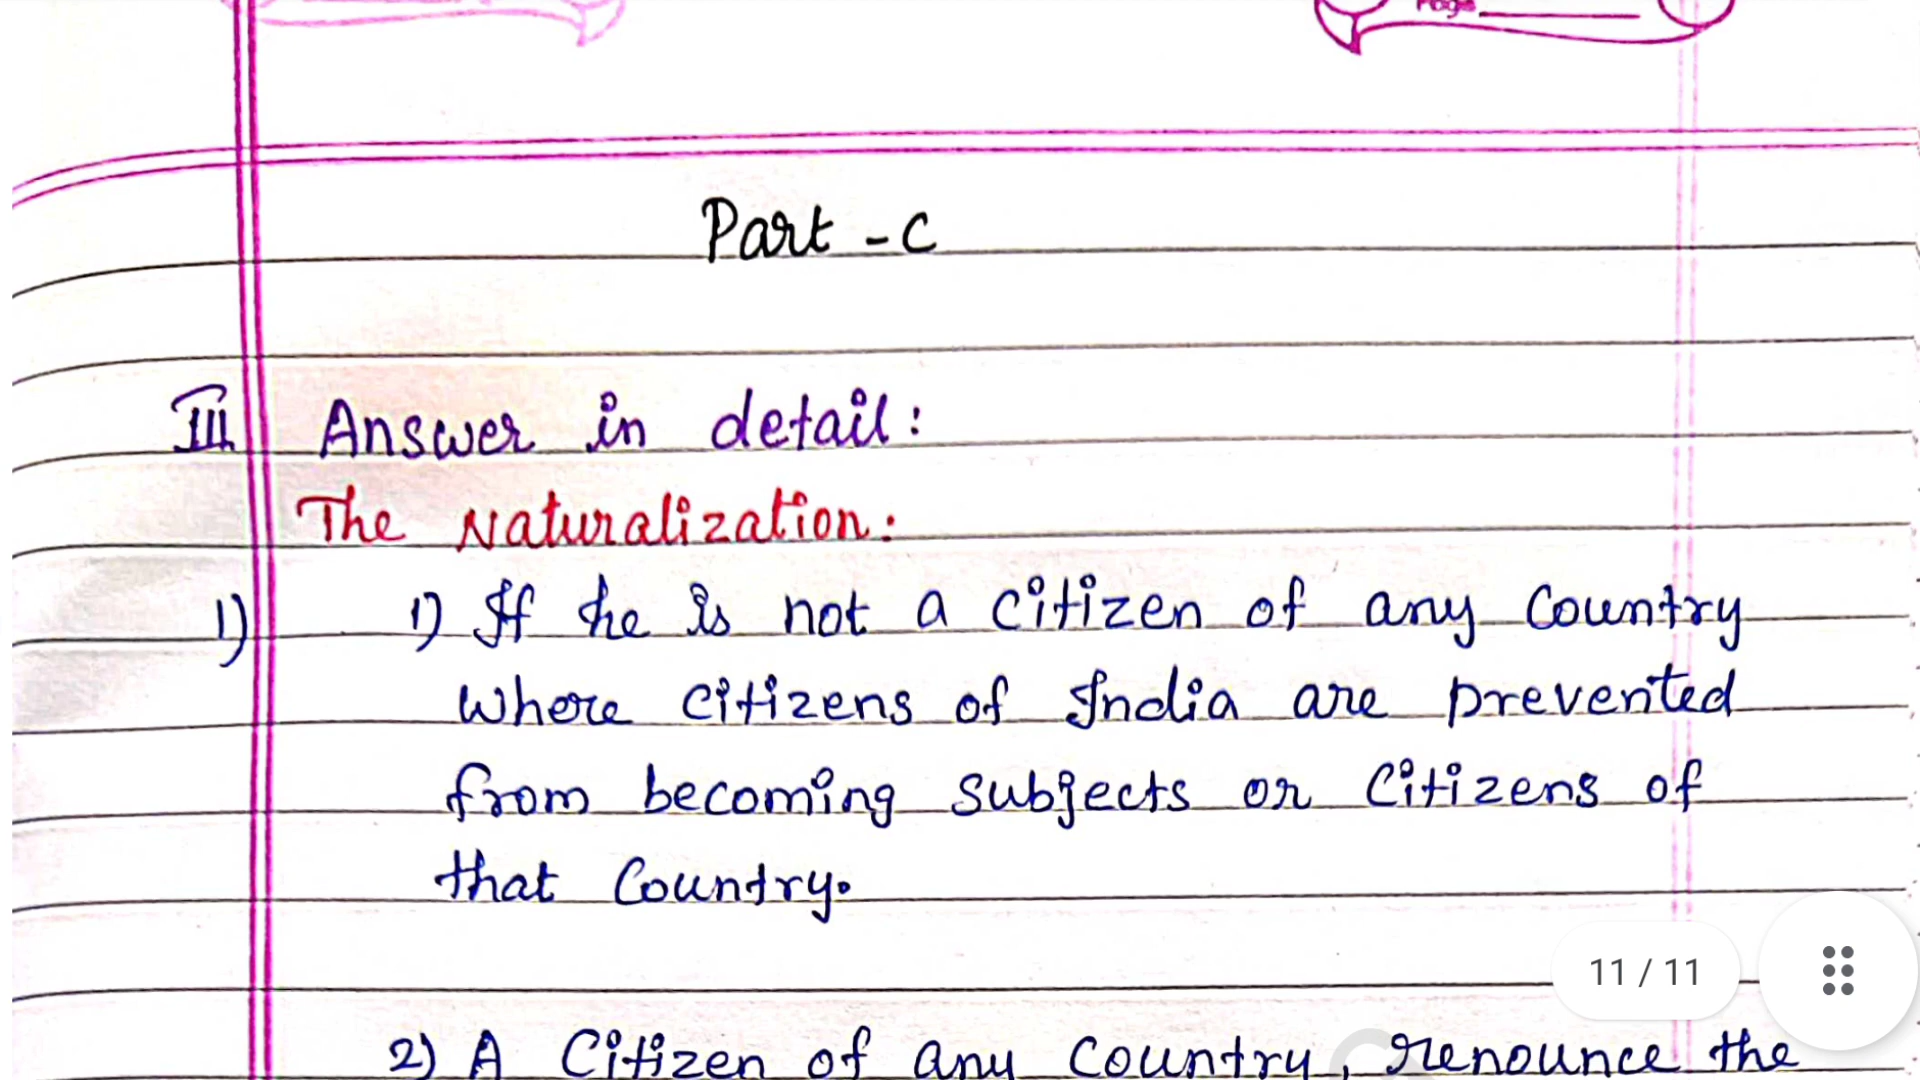 Page
Part - C
III Answer in detail:
The Naturalization:
1) 1) If he is not a citizen of any Country
where citizens of India are prevented
from becoming subjects or Citizens of
that Country.
11 / 11
2) A Citizen of any Country, renounce the